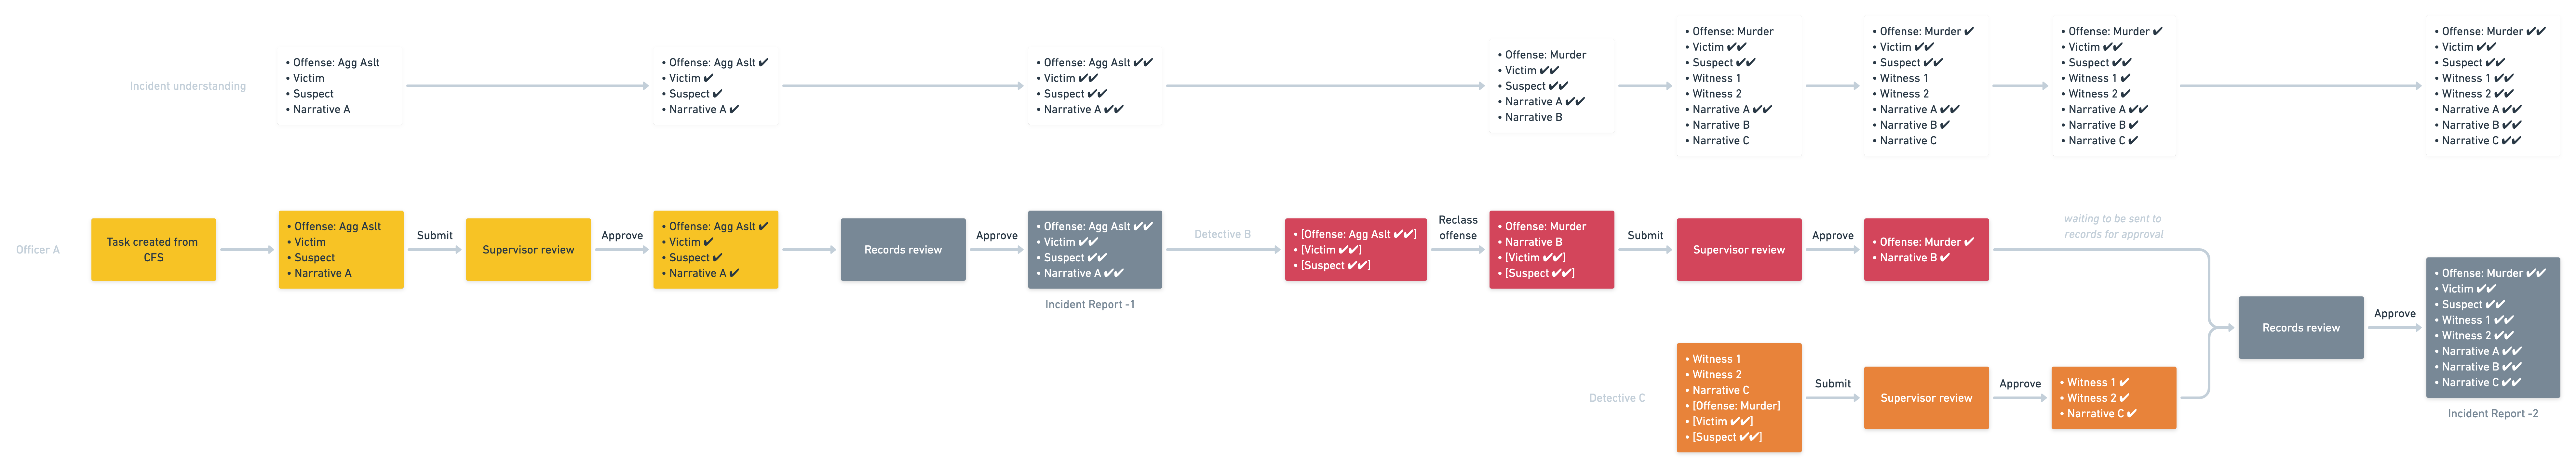 Incident understanding
• Offense: Agg Aslt
• Victim
• Suspect
• Narrative A
• Offense: Agg Aslt ✔
• Victim ✔
• Suspect ✔
• Narrative A ✔
• Offense: Agg Aslt ✔✔
• Victim ✔✔
• Suspect ✔✔
• Narrative A ✔✔
• Offense: Murder
• Victim ✔✔
• Suspect ✔✔
• Narrative A ✔✔
• Narrative B
• Offense: Murder
• Victim ✔✔
• Suspect ✔✔
• Witness 1
• Witness 2
• Narrative A ✔✔
• Narrative B
• Narrative C
• Offense: Murder ✔
• Victim ✔✔
• Suspect ✔✔
• Witness 1
• Witness 2
• Narrative A ✔✔
• Narrative B ✔
• Narrative C
• Offense: Murder ✔
• Victim ✔✔
• Suspect ✔✔
• Witness 1 ✔
• Witness 2 ✔
• Narrative A ✔✔
• Narrative B ✔
• Narrative C ✔
• Offense: Murder ✔✔
• Victim ✔✔
• Suspect ✔✔
• Witness 1 ✔✔
• Witness 2 ✔✔
• Narrative A ✔✔
• Narrative B ✔✔
• Narrative C ✔✔
Officer A
Task created from
CFS
• Offense: Agg Aslt
• Victim
• Suspect
• Narrative A
Submit
Supervisor review
Approve
• Offense: Agg Aslt ✔
• Victim ✔
• Suspect ✔
• Narrative A ✔
Records review
Approve
• Offense: Agg Aslt ✔✔
• Victim ✔✔
• Suspect ✔✔
• Narrative A ✔✔
Incident Report -1
Detective B
• [Offense: Agg Aslt ✔✔]
• [Victim ✔✔]
• [Suspect ✔✔]
Reclass
offense
• Offense: Murder
• Narrative B
• [Victim ✔✔]
• [Suspect ✔✔]
Submit
Supervisor review
Approve
• Offense: Murder ✔
• Narrative B ✔
waiting to be sent to
records for approval
Detective C
• Witness 1
• Witness 2
• Narrative C
• [Offense: Murder]
• [Victim ✔✔]
• [Suspect ✔✔]
Submit
Supervisor review
Approve
• Witness 1 ✔
• Witness 2 ✔
• Narrative C ✔
Records review
Approve
• Offense: Murder ✔✔
• Victim ✔✔
• Suspect ✔✔
• Witness 1 ✔✔
• Witness 2 ✔✔
• Narrative A ✔✔
• Narrative B ✔✔
• Narrative C ✔✔
Incident Report -2